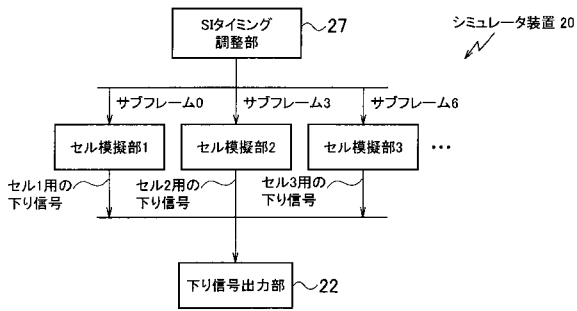 SIタイミング
調整部
27
シミュレータ装置 20
サブフレーム0
サブフレーム3
サブフレーム6
セル模擬部1
セル模擬部2
セル模擬部3
・・・
セル1用の
下り信号
セル2用の
下り信号
セル3用の
下り信号
下り信号出力部
22